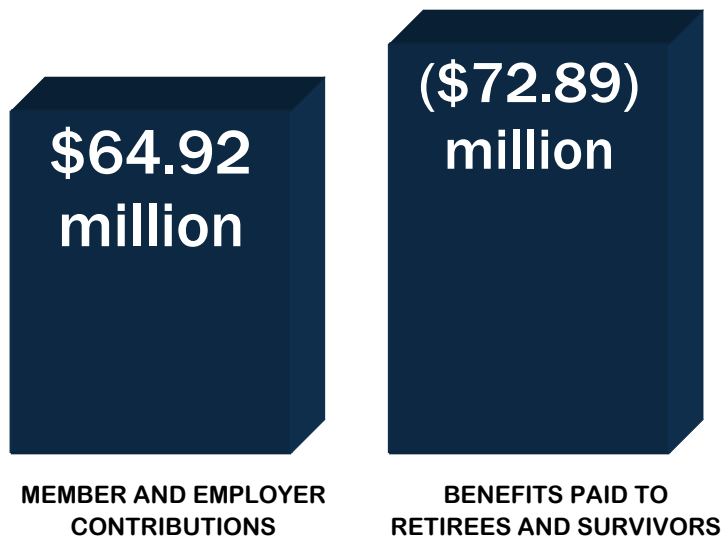 $64.92
million
($72.89)
million
MEMBER AND EMPLOYER
CONTRIBUTIONS
BENEFITS PAID TO
RETIREES AND SURVIVORS